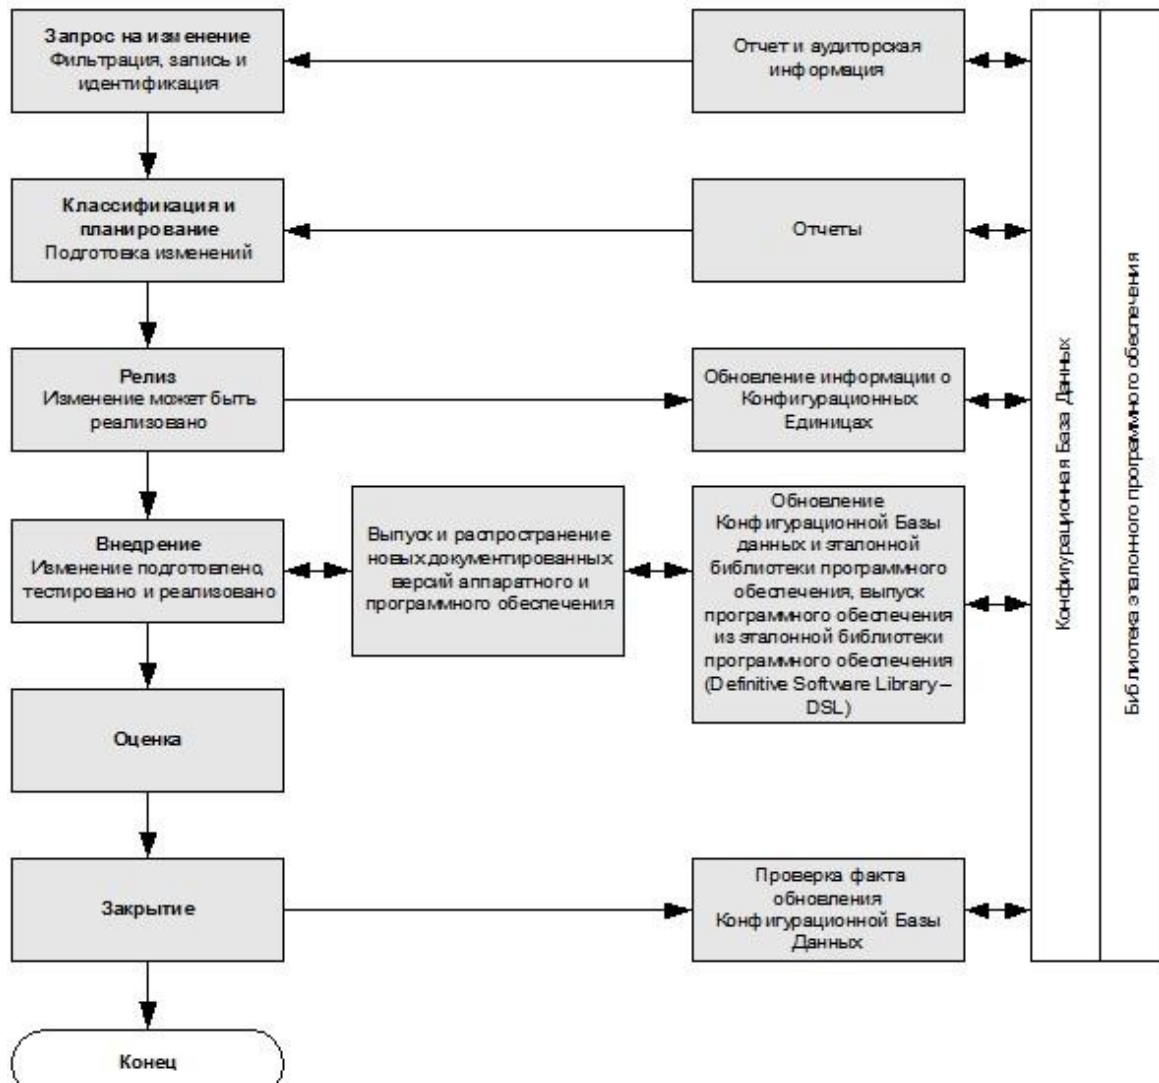 Запрос на изменение
Фильтрация, запись и
идентификация
Отчет и аудиторская
информация
Классификация и
планирование
Подготовка изменений
Отчеты
Релиз
Изменение может быть
реализовано
Обновление информации о
Конфигурационных
Единицах
Внедрение
Изменение подготовлено,
тестировано и реализовано
Выпуск и распространение
новых документированных
версий аппаратного и
программного обеспечения
Обновление
Конфигурационной Базы
данных и эталонной
библиотеки программного
обеспечения, выпуск
программного обеспечения
из эталонной библиотеки
программного обеспечения
(Definitive Software Library –
DSL)
Оценка
Закрытие
Проверка факта
обновления
Конфигурационной Базы
Данных
Конец
Конфигурационная База Данных
Библиотека эталонного программного обеспечения